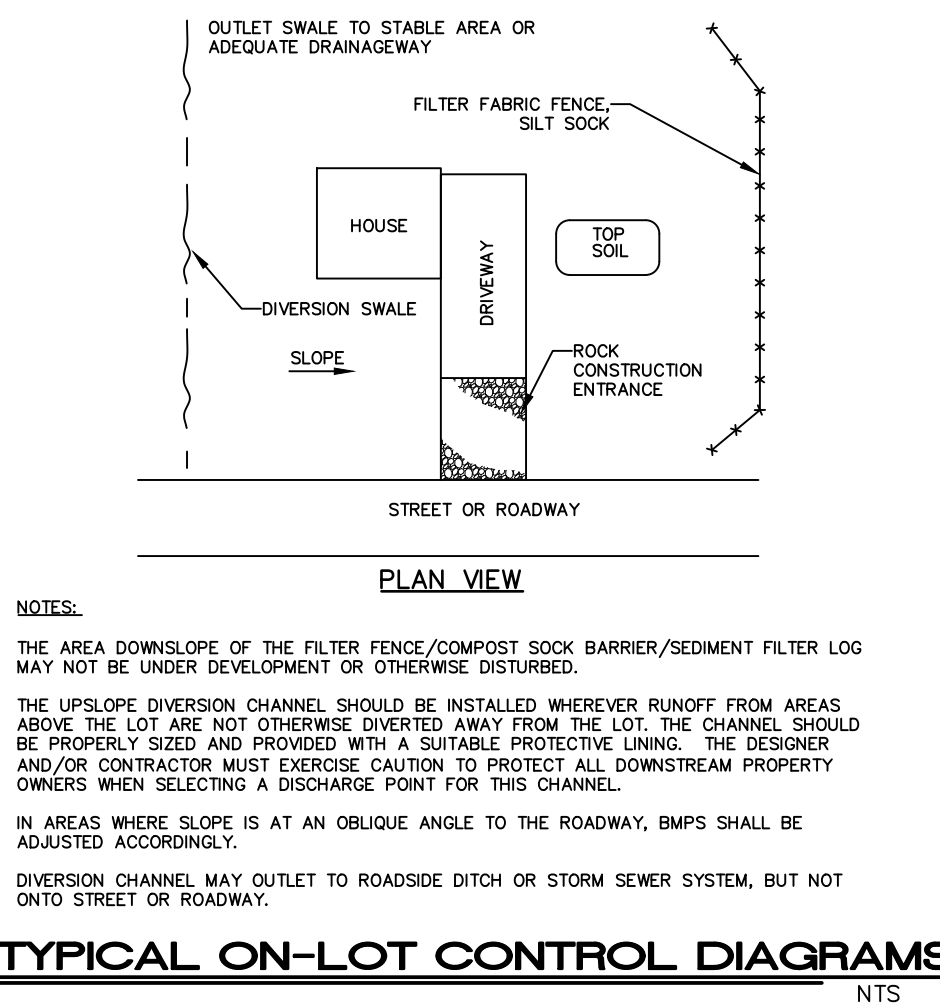 OUTLET SWALE TO STABLE AREA OR
ADEQUATE DRAINAGEWAY
FILTER FABRIC FENCE,
SILT SOCK
HOUSE
TOP
SOIL
DRIVEWAY
DIVERSION SWALE
SLOPE
ROCK
CONSTRUCTION
ENTRANCE
STREET OR ROADWAY
PLAN VIEW
NOTES:
THE AREA DOWNSLOPE OF THE FILTER FENCE/COMPOST SOCK BARRIER/SEDIMENT FILTER LOG
MAY NOT BE UNDER DEVELOPMENT OR OTHERWISE DISTURBED.
THE UPSLOPE DIVERSION CHANNEL SHOULD BE INSTALLED WHEREVER RUNOFF FROM AREAS
ABOVE THE LOT ARE NOT OTHERWISE DIVERTED AWAY FROM THE LOT. THE CHANNEL SHOULD
BE PROPERLY SIZED AND PROVIDED WITH A SUITABLE PROTECTIVE LINING. THE DESIGNER
AND/OR CONTRACTOR MUST EXERCISE CAUTION TO PROTECT ALL DOWNSTREAM PROPERTY
OWNERS WHEN SELECTING A DISCHARGE POINT FOR THIS CHANNEL.
IN AREAS WHERE SLOPE IS AT AN OBLIQUE ANGLE TO THE ROADWAY, BMPS SHALL BE
ADJUSTED ACCORDINGLY.
DIVERSION CHANNEL MAY OUTLET TO ROADSIDE DITCH OR STORM SEWER SYSTEM, BUT NOT
ONTO STREET OR ROADWAY.
TYPICAL ON-LOT CONTROL DIAGRAMS
NTS